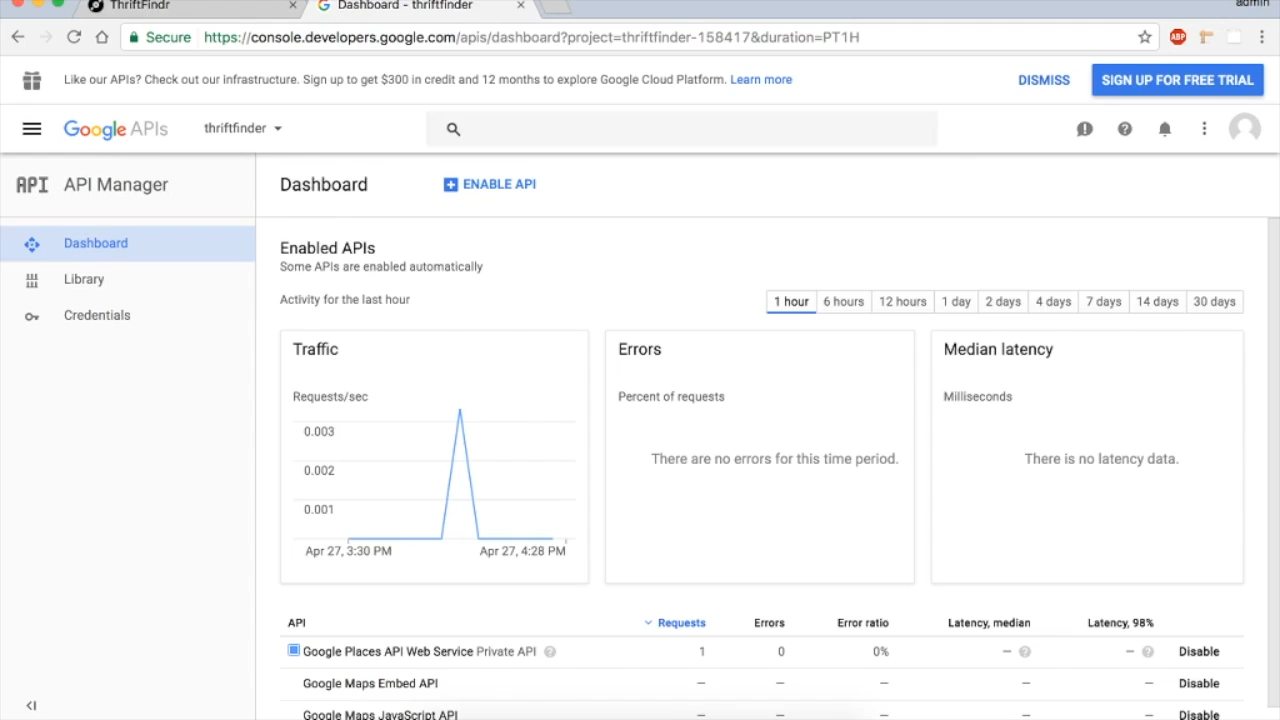 ThriftFindr
Dashboard - thriftfinder
admin
Secure https://console.developers.google.com/apis/dashboard?project=thriftfinder-158417&duration=PT1H
ABP
Like our APIs? Check out our infrastructure. Sign up to get $300 in credit and 12 months to explore Google Cloud Platform. Learn more
DISMISS
SIGN UP FOR FREE TRIAL
Google APIs
thriftfinder
API API Manager
Dashboard
ENABLE API
Dashboard
Library
Credentials
Enabled APIs
Some APIs are enabled automatically
Activity for the last hour
1 hour 6 hours 12 hours 1 day 2 days 4 days 7 days 14 days 30 days
Traffic
Requests/sec
0.003
0.002
0.001
Apr 27, 3:30 PM Apr 27, 4:28 PM
Errors
Percent of requests
There are no errors for this time period.
Median latency
Milliseconds
There is no latency data.
API Requests Errors Error ratio Latency, median Latency, 98%
Google Places API Web Service Private API 1 0 0% – – Disable
Google Maps Embed API – – – – – Disable
Google Maps JavaScript API – – – – – Disable